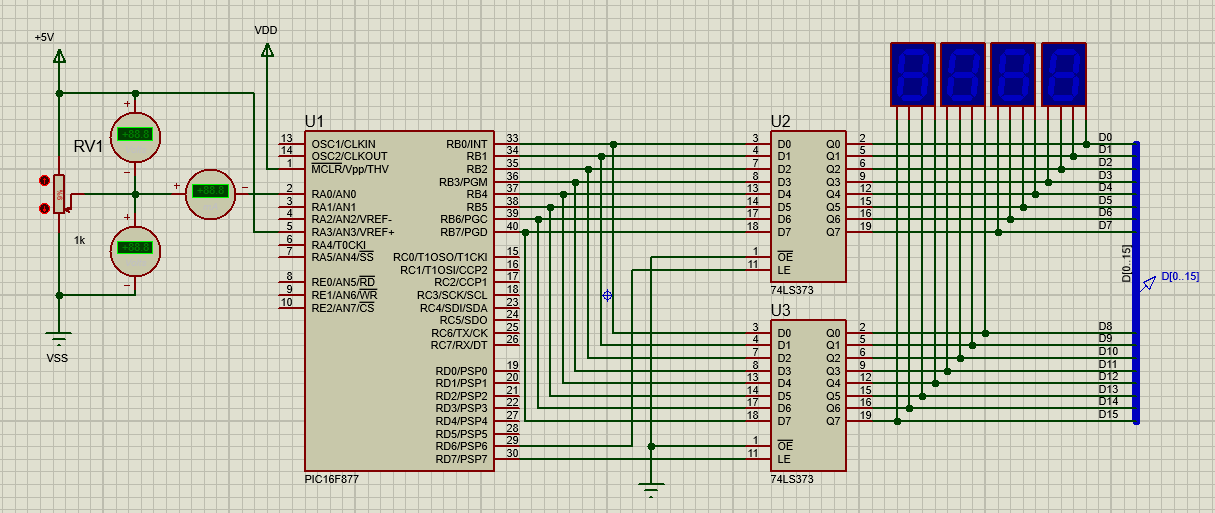 +5V
VDD
RV1
+88.8
+88.8
+88.8
1k
VSS
U1
13 OSC1/CLKIN
14 OSC2/CLKOUT
1 MCLR/Vpp/THV
2 RA0/AN0
3 RA1/AN1
4 RA2/AN2/VREF-
5 RA3/AN3/VREF+
6 RA4/T0CKI
7 RA5/AN4/SS
8 RE0/AN5/RD
9 RE1/AN6/WR
10 RE2/AN7/CS
RB0/INT 33
RB1 34
RB2 35
RB3/PGM 36
RB4 37
RB5 38
RB6/PGC 39
RB7/PGD 40
RC0/T1OSO/T1CKI 15
RC1/T1OSI/CCP2 16
RC2/CCP1 17
RC3/SCK/SCL 18
RC4/SDI/SDA 23
RC5/SDO 24
RC6/TX/CK 25
RC7/RX/DT 26
RD0/PSP0 19
RD1/PSP1 20
RD2/PSP2 21
RD3/PSP3 22
RD4/PSP4 27
RD5/PSP5 28
RD6/PSP6 29
RD7/PSP7 30
PIC16F877
U2
3 D0 Q0 2
4 D1 Q1 5
7 D2 Q2 6
8 D3 Q3 9
13 D4 Q4 12
14 D5 Q5 15
17 D6 Q6 16
18 D7 Q7 19
1 OE
11 LE
74LS373
U3
3 D0 Q0 2
4 D1 Q1 5
7 D2 Q2 6
8 D3 Q3 9
13 D4 Q4 12
14 D5 Q5 15
17 D6 Q6 16
18 D7 Q7 19
1 OE
11 LE
74LS373
D0
D1
D2
D3
D4
D5
D6
D7
D[0..15]
D[0..15]
D8
D9
D10
D11
D12
D13
D14
D15